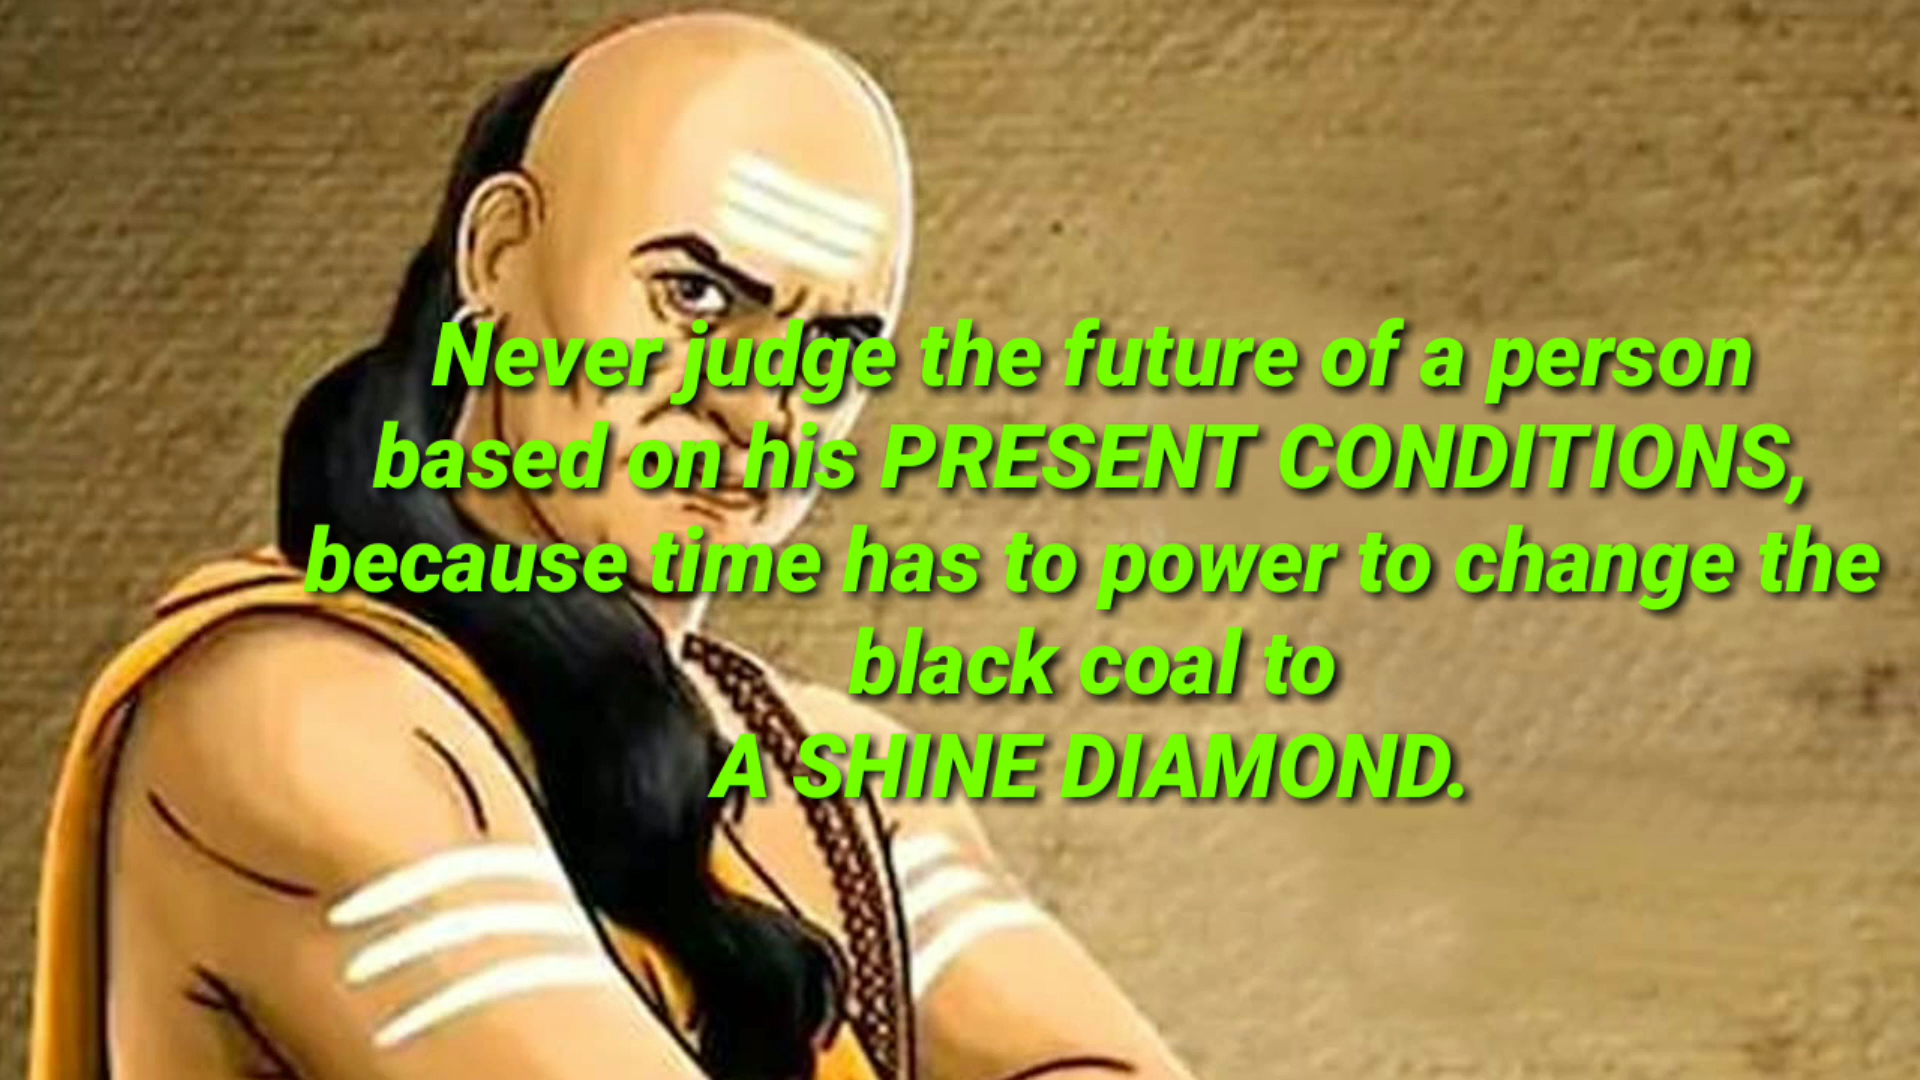 Never judge the future of a person
based on his PRESENT CONDITIONS,
because time has to power to change the
black coal to
A SHINE DIAMOND.